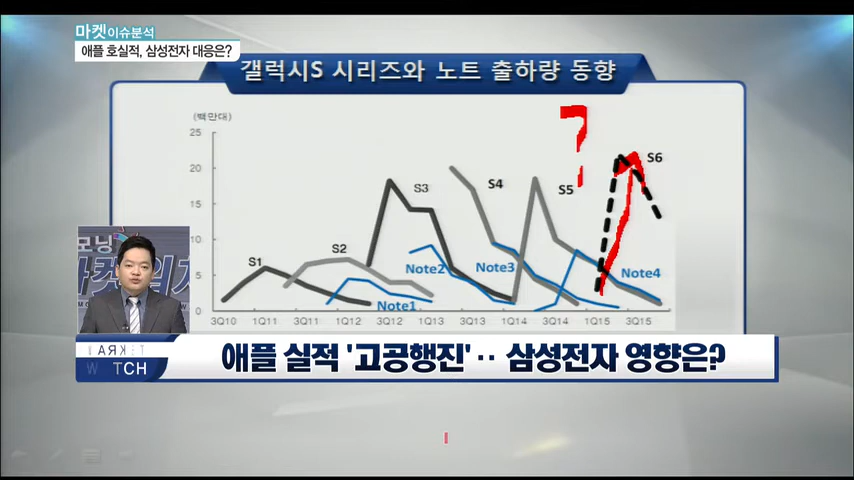 마켓이슈분석
애플 호실적, 삼성전자 대응은?
갤럭시S 시리즈와 노트 출하량 동향
(백만대)
25
20
15
10
5
0
S1
S2
S3
S4
S5
S6
Note1
Note2
Note3
Note4
?
3Q10 1Q11 3Q11 1Q12 3Q12 1Q13 3Q13 1Q14 3Q14 1Q15 3Q15
모닝
애플 실적 '고공행진'‥ 삼성전자 영향은?
TCH